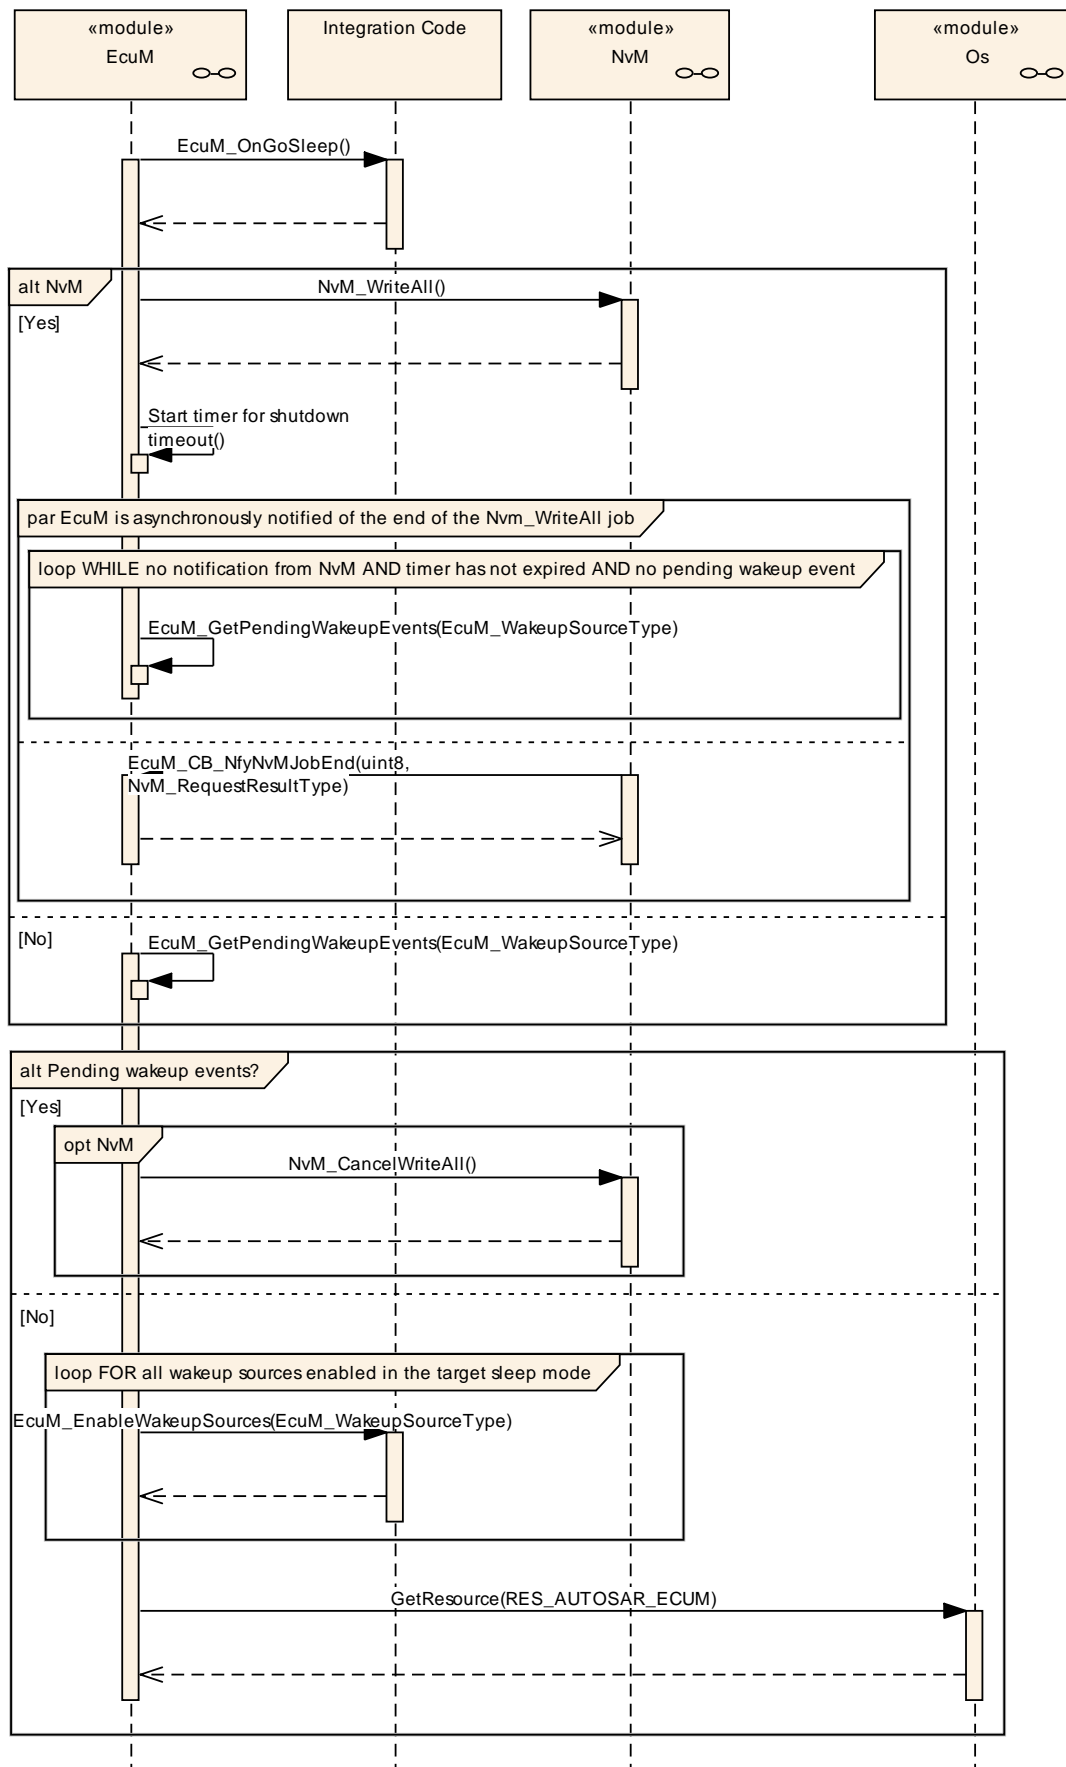 «module»
EcuM
Integration Code
«module»
NvM
«module»
Os
EcuM_OnGoSleep()
alt NvM
NvM_WriteAll()
[Yes]
Start timer for shutdown
timeout()
par EcuM is asynchronously notified of the end of the Nvm_WriteAll job
loop WHILE no notification from NvM AND timer has not expired AND no pending wakeup event
EcuM_GetPendingWakeupEvents(EcuM_WakeupSourceType)
EcuM_CB_NfyNvMJobEnd(uint8,
NvM_RequestResultType)
[No]
EcuM_GetPendingWakeupEvents(EcuM_WakeupSourceType)
alt Pending wakeup events?
[Yes]
opt NvM
NvM_CancelWriteAll()
[No]
loop FOR all wakeup sources enabled in the target sleep mode
EcuM_EnableWakeupSources(EcuM_WakeupSourceType)
GetResource(RES_AUTOSAR_ECUM)